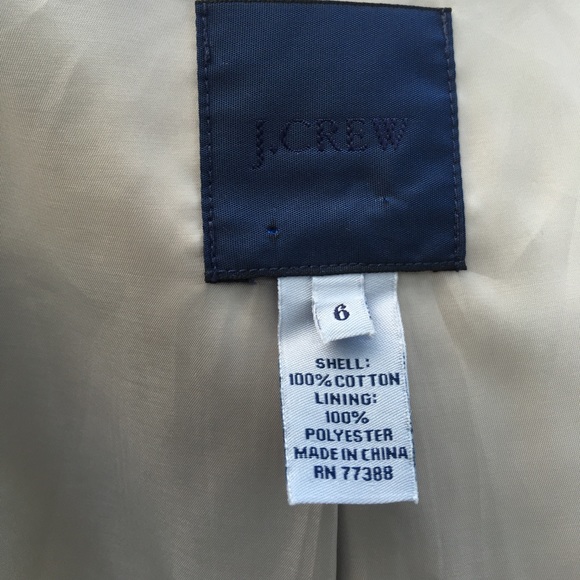 J.CREW
6
SHELL:
100% COTTON
LINING:
100%
POLYESTER
MADE IN CHINA
RN 77388